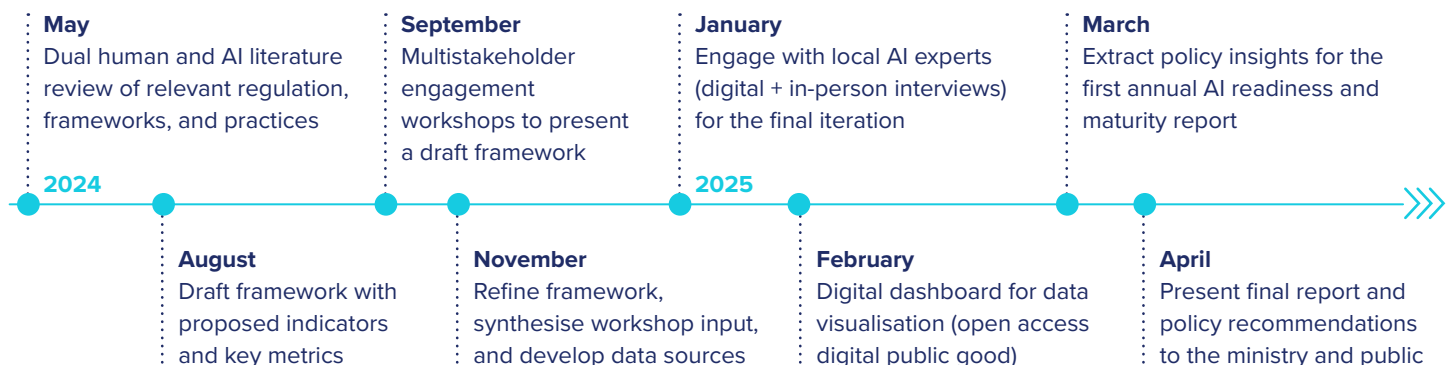 May
Dual human and AI literature
review of relevant regulation,
frameworks, and practices
September
Multistakeholder
engagement
workshops to present
a draft framework
January
Engage with local AI experts
(digital + in-person interviews)
for the final iteration
March
Extract policy insights for the
first annual AI readiness and
maturity report
2024
2025
August
Draft framework with
proposed indicators
and key metrics
November
Refine framework,
synthesise workshop input,
and develop data sources
February
Digital dashboard for data
visualisation (open access
digital public good)
April
Present final report and
policy recommendations
to the ministry and public